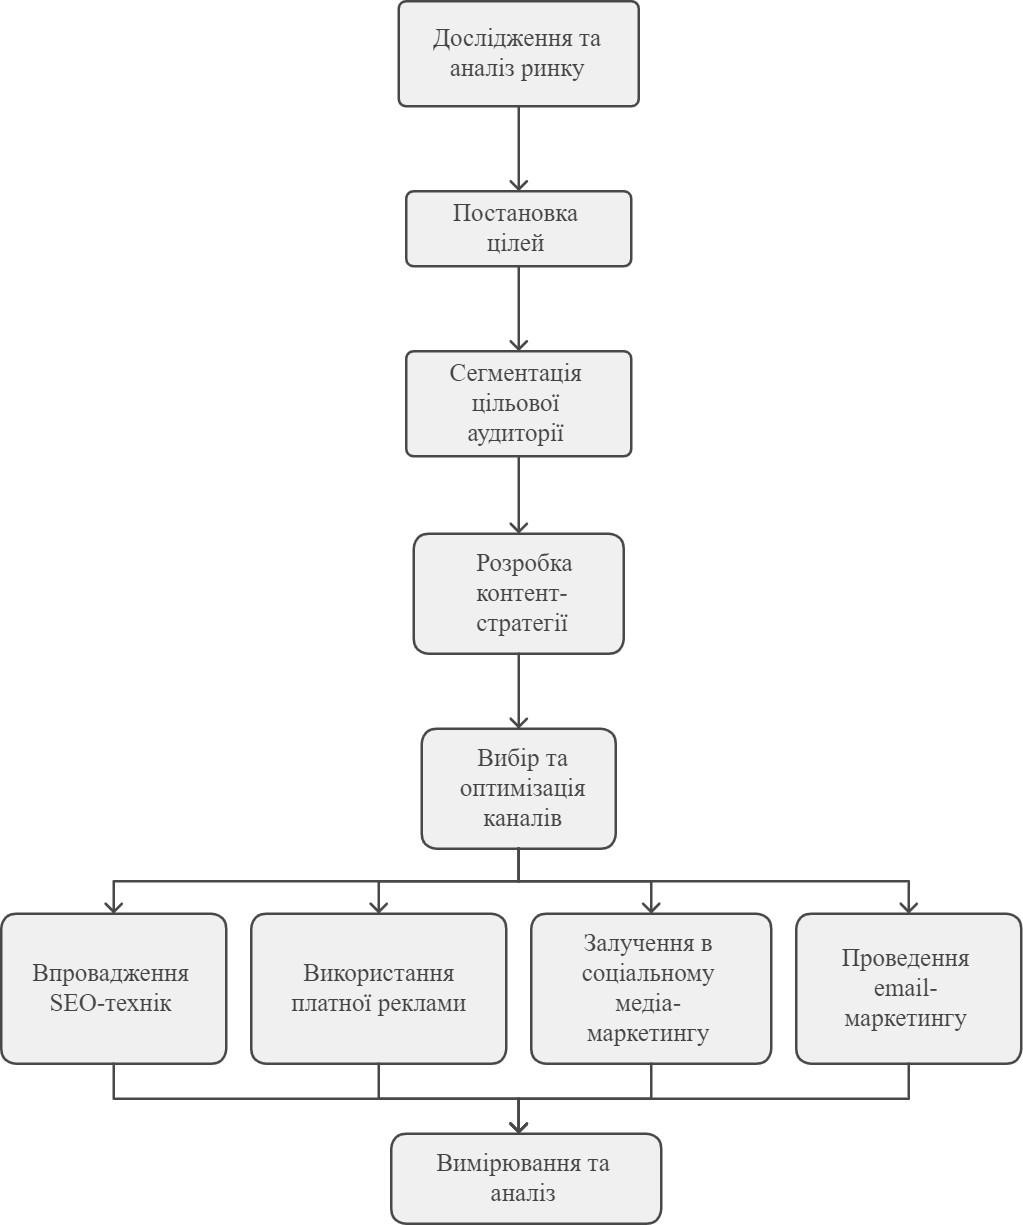 Дослідження та
аналіз ринку
Постановка
цілей
Сегментація
цільової
аудиторії
Розробка
контент-
стратегії
Вибір та
оптимізація
каналів
Впровадження
SEO-технік
Використання
платної реклами
Залучення в
соціальному
медіа-
маркетингу
Проведення
email-
маркетингу
Вимірювання та
аналіз